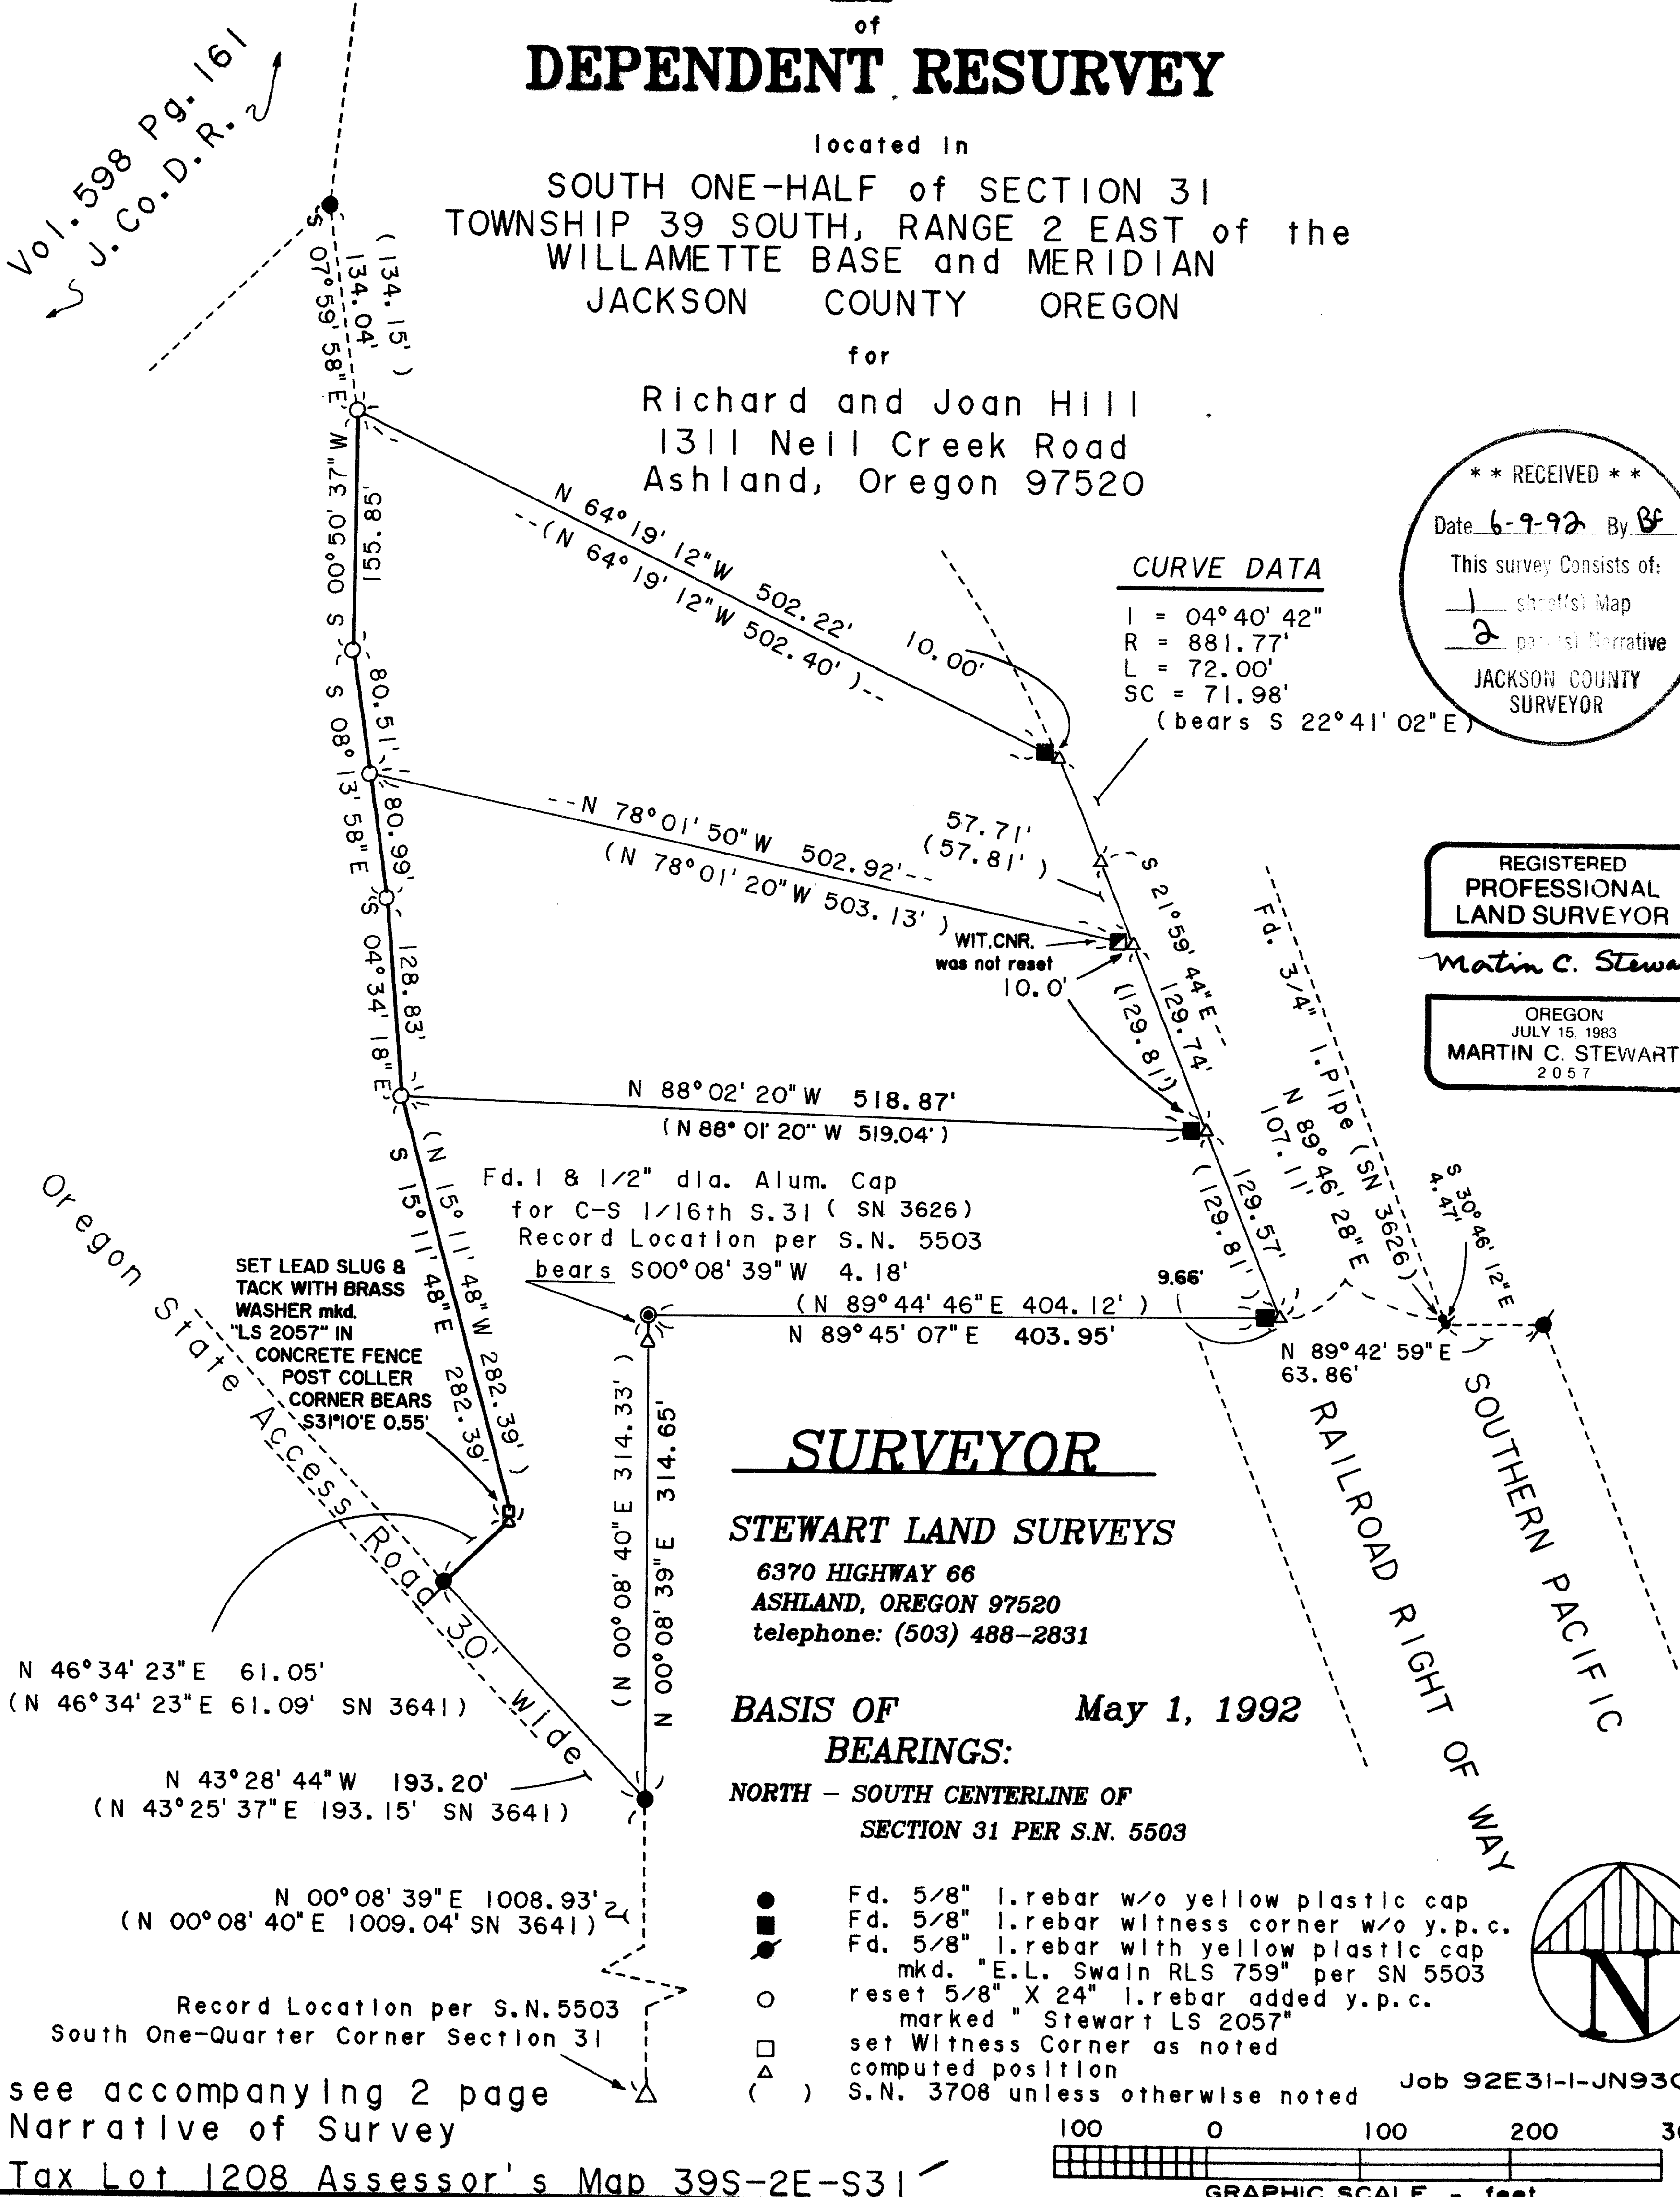 of
DEPENDENT RESURVEY
located in
SOUTH ONE-HALF of SECTION 31
TOWNSHIP 39 SOUTH, RANGE 2 EAST of the
WILLAMETTE BASE and MERIDIAN
JACKSON COUNTY OREGON
for
Richard and Joan Hill
1311 Neil Creek Road
Ashland, Oregon 97520
Vol. 598 Pg. 161
J. Co. D. R.
(134.15')
134.04'
S 07°59'58"E
S 00°50'37"W
155.85'
80.51'
S 08°13'58"E
80.99'
S 04°34'18"E
128.83'
N 64°19'12"W 502.22'
--(N 64°19'12"W 502.40')--
10.00'
CURVE DATA
I = 04°40'42"
R = 881.77'
L = 72.00'
SC = 71.98'
(bears S 22°41'02"E)
* * RECEIVED * *
Date 6-9-92 By BF
This survey Consists of:
1 sheet(s) Map
2 page(s) Narrative
JACKSON COUNTY
SURVEYOR
--N 78°01'50"W 502.92'--
(N 78°01'20"W 503.13')
57.71'
(57.81')
WIT.CNR.
was not reset
10.0'
S 21°59'44"E
129.74'
(129.81')
Fd. 3/4" I.Pipe (SN 3626)
N 89°46'28"E
107.11'
S 30°46'12"E
4.47'
REGISTERED
PROFESSIONAL
LAND SURVEYOR
OREGON
JULY 15, 1983
MARTIN C. STEWART
2057
N 88°02'20"W 518.87'
(N 88°01'20"W 519.04')
(N 15°11'48"W 282.39')
S 15°11'48"E 282.39'
Fd. 1 & 1/2" dia. Alum. Cap
for C-S 1/16th S.31 (SN 3626)
Record Location per S.N. 5503
bears S00°08'39"W 4.18'
129.57'
(129.81')
9.66'
(N 89°44'46"E 404.12')
N 89°45'07"E 403.95'
N 89°42'59"E
63.86'
SET LEAD SLUG &
TACK WITH BRASS
WASHER mkd.
"LS 2057" IN
CONCRETE FENCE
POST COLLER
CORNER BEARS
S31°10'E 0.55'
Oregon State Access Road 30' Wide
(N 00°08'40"E 314.33')
N 00°08'39"E 314.65'
SOUTHERN PACIFIC
RAILROAD RIGHT OF WAY
SURVEYOR
STEWART LAND SURVEYS
6370 HIGHWAY 66
ASHLAND, OREGON 97520
telephone: (503) 488-2831
N 46°34'23"E 61.05'
(N 46°34'23"E 61.09' SN 3641)
N 43°28'44"W 193.20'
(N 43°25'37"E 193.15' SN 3641)
BASIS OF
BEARINGS:
May 1, 1992
NORTH - SOUTH CENTERLINE OF
SECTION 31 PER S.N. 5503
N 00°08'39"E 1008.93'
(N 00°08'40"E 1009.04' SN 3641)
Record Location per S.N. 5503
South One-Quarter Corner Section 31
Fd. 5/8" I.rebar w/o yellow plastic cap
Fd. 5/8" I.rebar witness corner w/o y.p.c.
Fd. 5/8" I.rebar with yellow plastic cap
mkd. "E.L. Swain RLS 759" per SN 5503
reset 5/8" X 24" I.rebar added y.p.c.
marked " Stewart LS 2057"
set Witness Corner as noted
computed position
( ) S.N. 3708 unless otherwise noted
N
see accompanying 2 page
Narrative of Survey
Tax Lot 1208 Assessor's Map 39S-2E-S31
100 0 100 200
GRAPHIC SCALE - feet